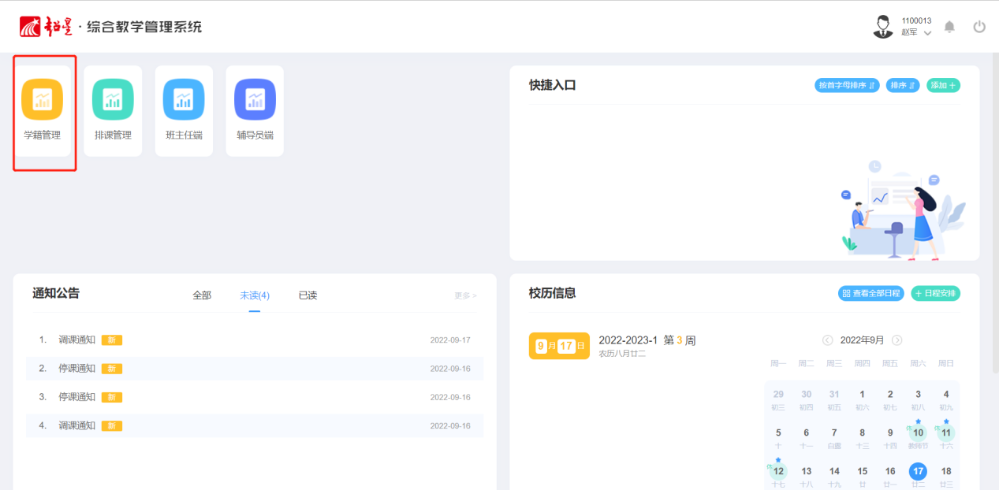 超星·综合教学管理系统
1100013
赵军
学籍管理
排课管理
班主任端
辅导员端
快捷入口
按首字母排序
排序
添加 +
通知公告
全部
未读(4)
已读
更多 >
1. 调课通知 新 2022-09-17
2. 停课通知 新 2022-09-16
3. 停课通知 新 2022-09-16
4. 调课通知 新 2022-09-16
校历信息
查看全部日程
+ 日程安排
9 月 17 日
2022-2023-1 第 3 周
农历八月廿二
2022年9月
周一 周二 周三 周四 周五 周六 周日
29 30 31 1 2 3 4
初三 初四 初五 初六 初七 初八 初九
5 6 7 8 9 休 10 休 11
十 十一 白露 十三 十四 教师节 十六
休 12 13 14 15 16 17 18
十七 十八 十九 廿 廿一 廿二 廿三